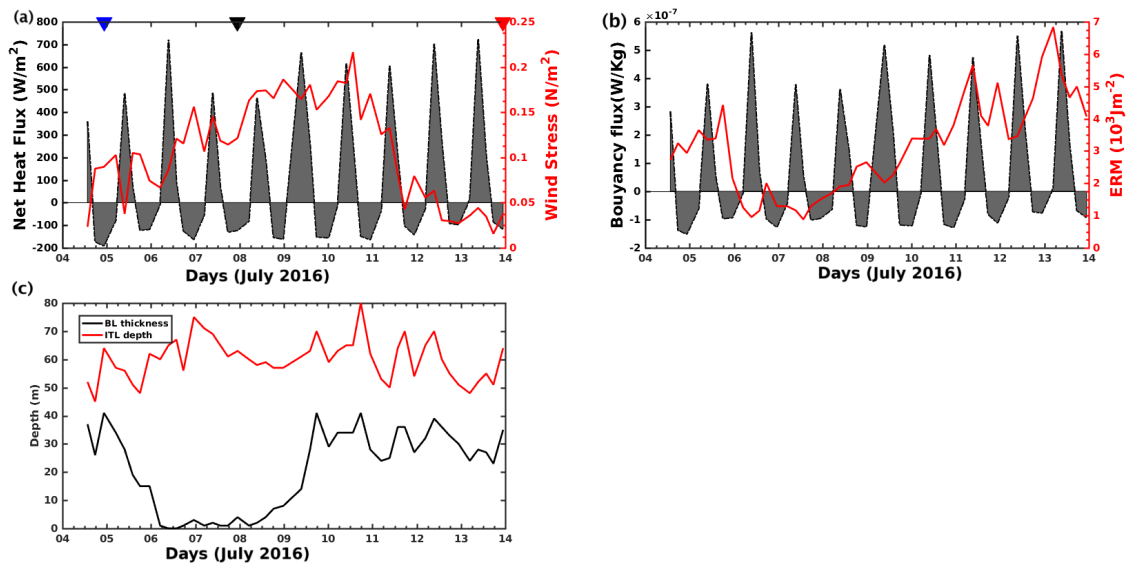 (a)
Net Heat Flux (W/m²)
800
700
600
500
400
300
200
100
0
-100
-200
0.25
0.2
0.15
0.1
0.05
0
Wind Stress (N/m²)
04 05 06 07 08 09 10 11 12 13 14
Days (July 2016)
(b)
×10⁻⁷
Bouyancy flux(W/Kg)
6
5
4
3
2
1
0
-1
-2
7
6
5
4
3
2
1
0
ERM (10³Jm⁻²)
04 05 06 07 08 09 10 11 12 13 14
Days (July 2016)
(c)
BL thickness
ITL depth
Depth (m)
80
70
60
50
40
30
20
10
0
04 05 06 07 08 09 10 11 12 13 14
Days (July 2016)